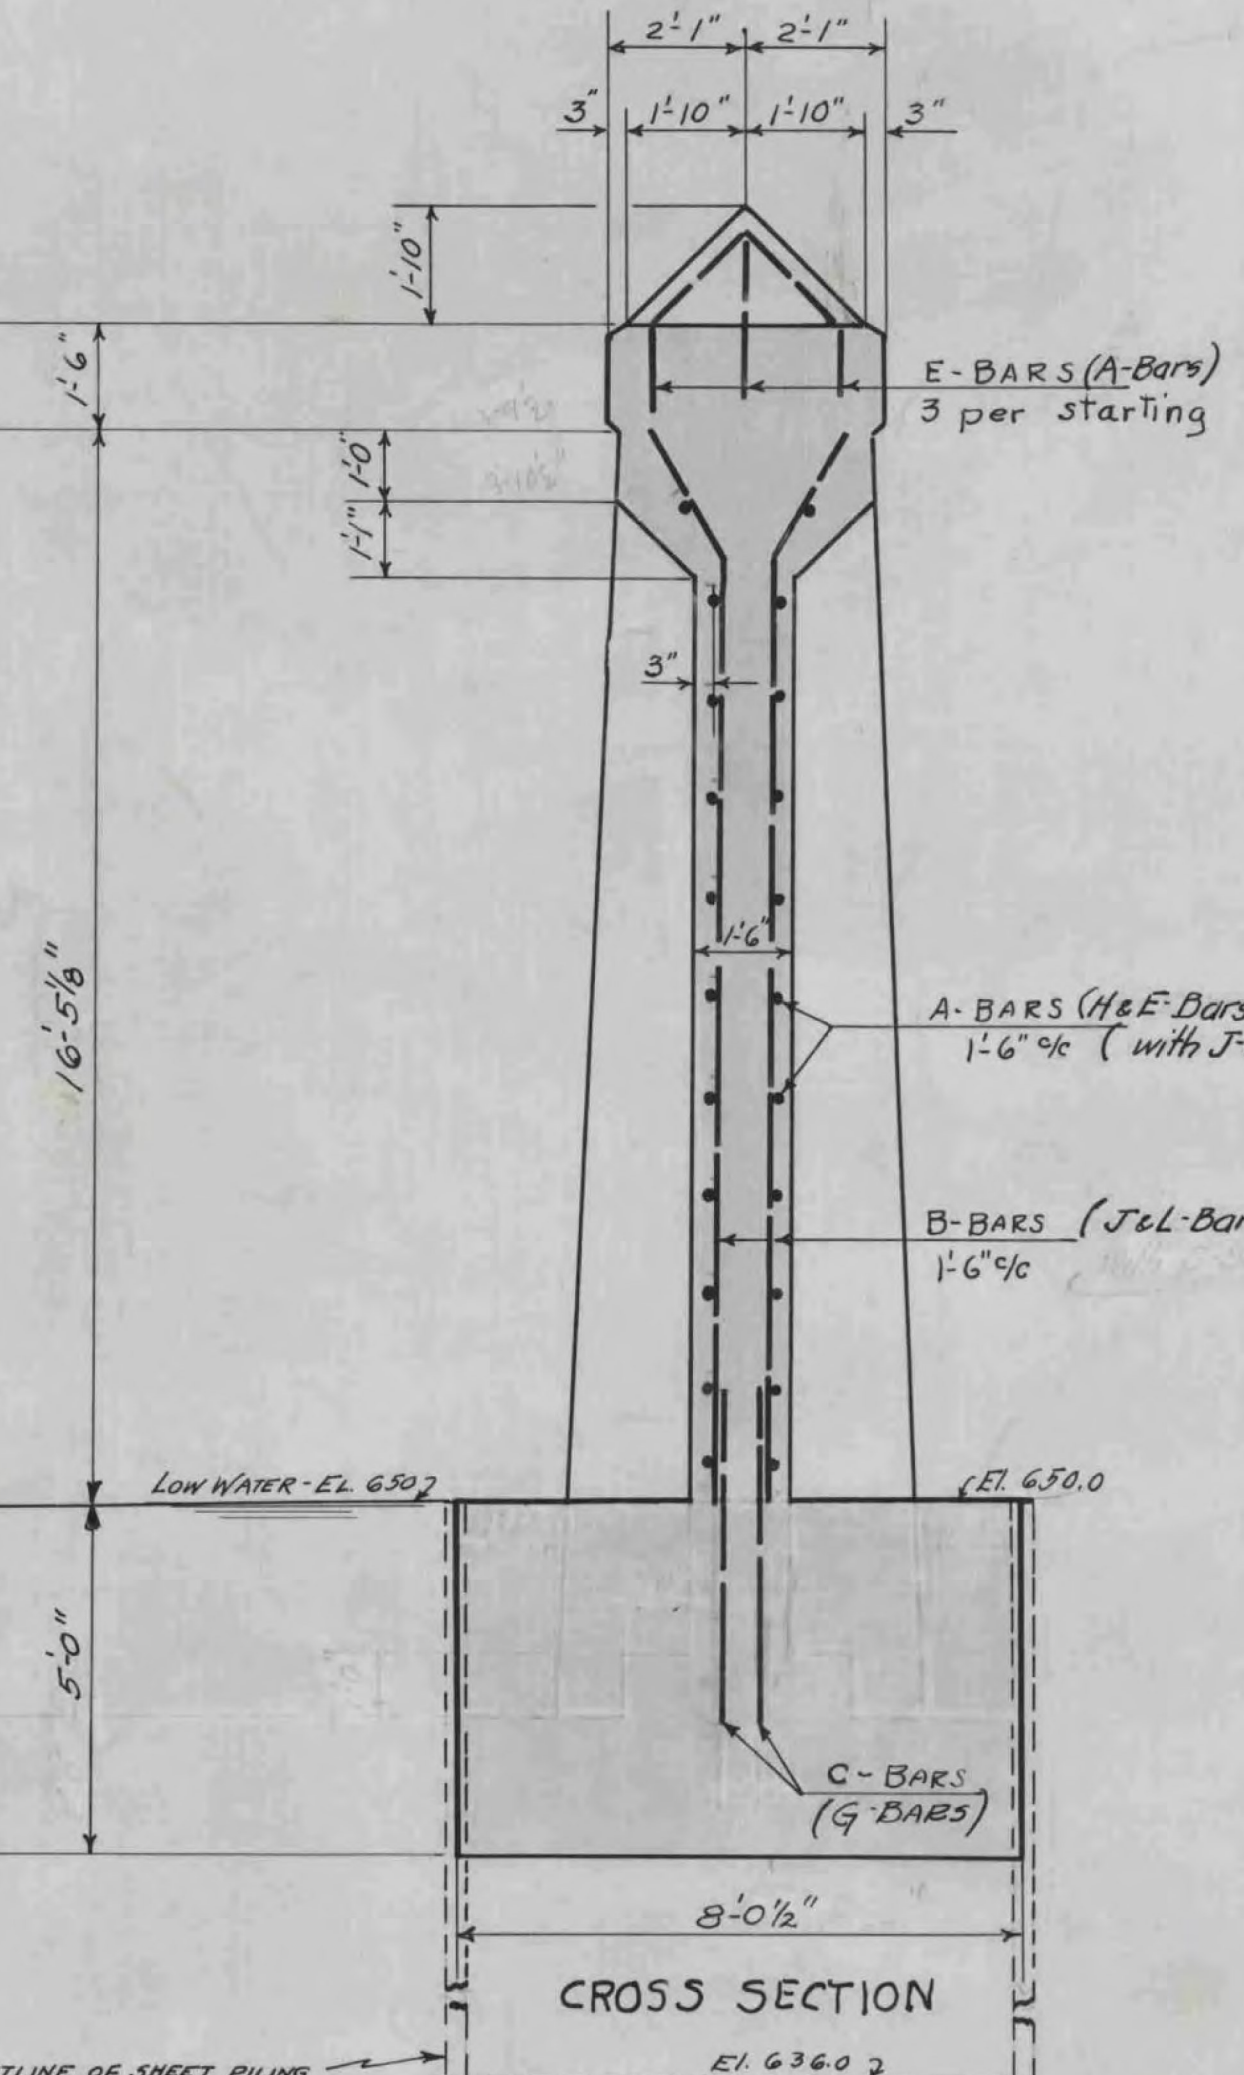 2'-1" 2'-1"
3" 1'-10" 1'-10" 3"
1'-10"
1'-6"
E-BARS (A-Bars)
3 per starting
1'-0"
1'-1"
3"
16'-5⅛"
1'-6"
A-BARS (H&E-Bars
1'-6" c/c ( with J-
B-BARS (J&L-Bar
1'-6" c/c
LOW WATER - EL. 650
El. 650.0
5'-0"
C-BARS
(G-BARS)
8'-0½"
CROSS SECTION
El. 636.0
TLINE OF SHEET PILING